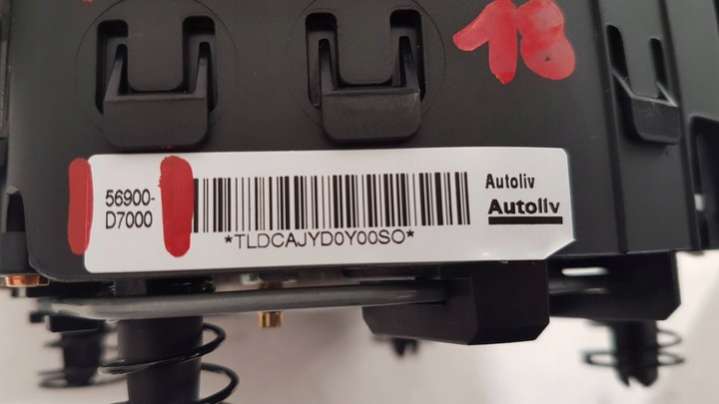 18
56900-
D7000
*TLDCAJYD0Y00SO*
Autoliv
Autoliv